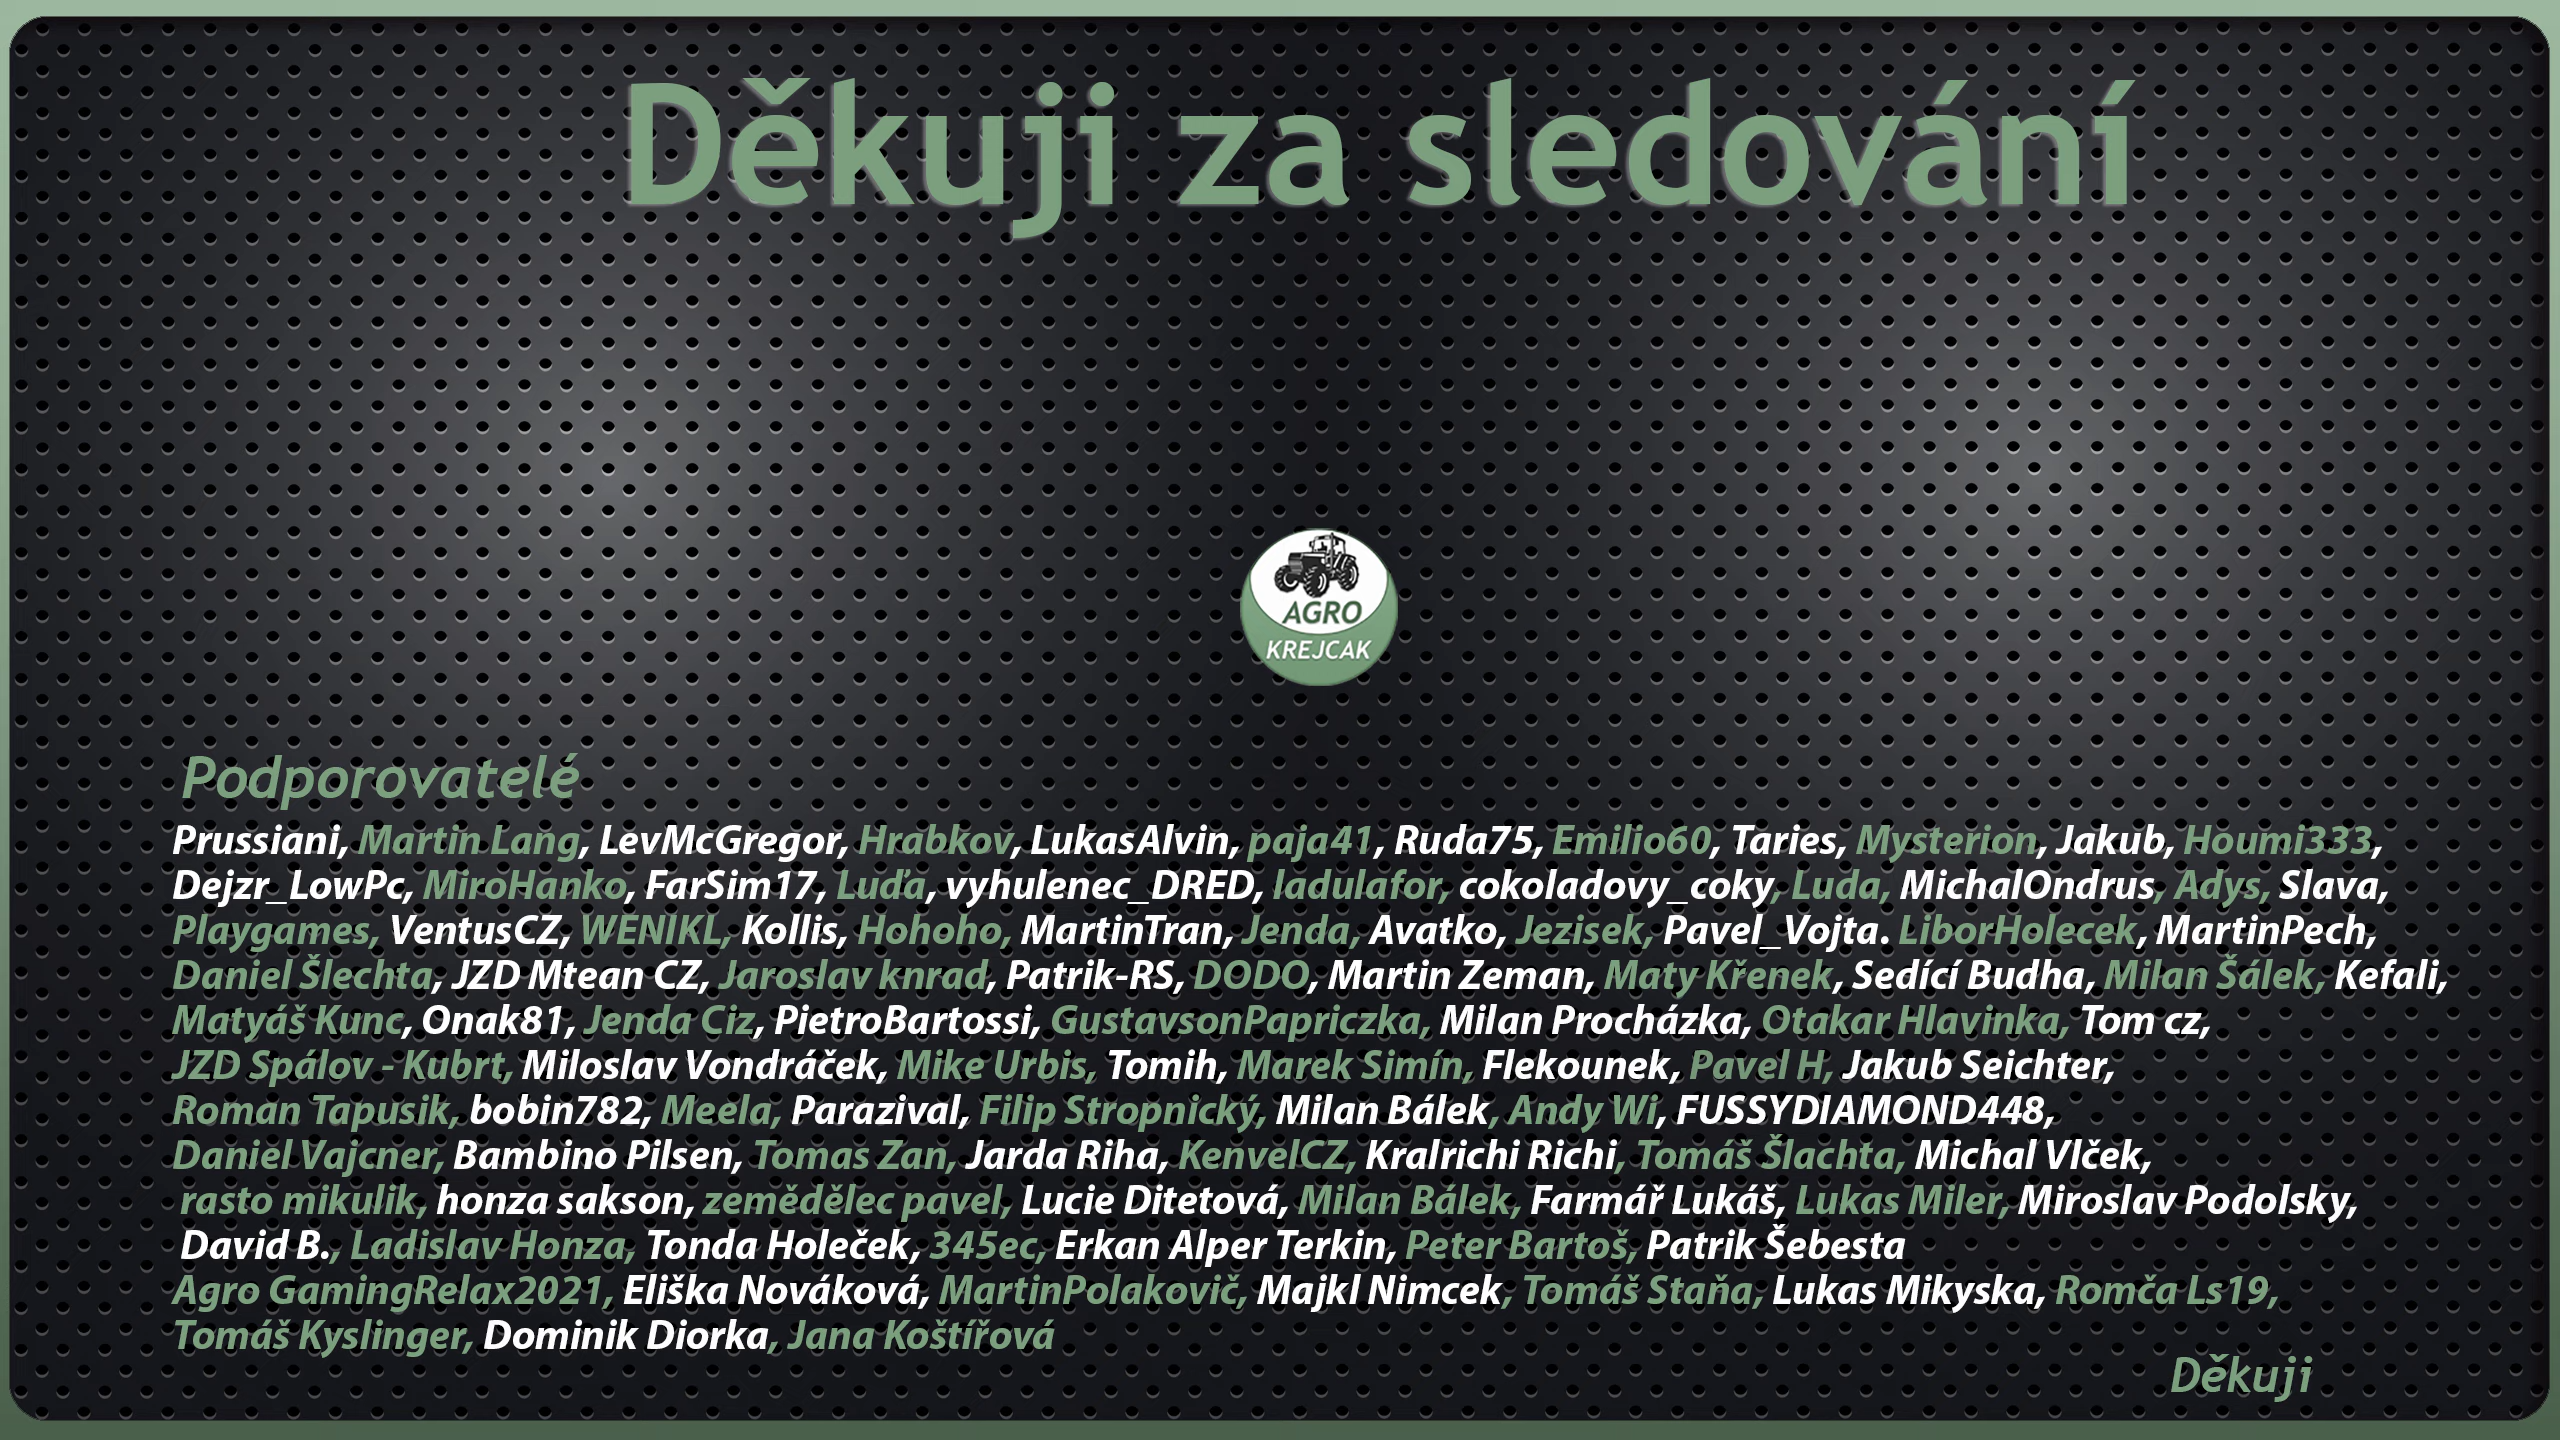 Děkuji za sledování
AGRO
KREJCAK
Podporovatelé
Prussiani, Martin Lang, LevMcGregor, Hrabkov, LukasAlvin, paja41, Ruda75, Emilio60, Taries, Mysterion, Jakub, Houmi333,
Dejzr_LowPc, MiroHanko, FarSim17, Luďa, vyhulenec_DRED, ladulafor, cokoladovy_coky, Luda, MichalOndrus, Adys, Slava,
Playgames, VentusCZ, WENIKL, Kollis, Hohoho, MartinTran, Jenda, Avatko, Jezisek, Pavel_Vojta. LiborHolecek, MartinPech,
Daniel Šlechta, JZD Mtean CZ, Jaroslav knrad, Patrik-RS, DODO, Martin Zeman, Maty Křenek, Sedící Budha, Milan Šálek, Kefali,
Matyáš Kunc, Onak81, Jenda Ciz, PietroBartossi, GustavsonPapriczka, Milan Procházka, Otakar Hlavinka, Tom cz,
JZD Spálov - Kubrt, Miloslav Vondráček, Mike Urbis, Tomih, Marek Simín, Flekounek, Pavel H, Jakub Seichter,
Roman Tapusik, bobin782, Meela, Parazival, Filip Stropnický, Milan Bálek, Andy Wi, FUSSYDIAMOND448,
Daniel Vajcner, Bambino Pilsen, Tomas Zan, Jarda Riha, KenvelCZ, Kralrichi Richi, Tomáš Šlachta, Michal Vlček,
rasto mikulik, honza sakson, zemědělec pavel, Lucie Ditetová, Milan Bálek, Farmář Lukáš, Lukas Miler, Miroslav Podolsky,
David B., Ladislav Honza, Tonda Holeček, 345ec, Erkan Alper Terkin, Peter Bartoš, Patrik Šebesta
Agro GamingRelax2021, Eliška Nováková, MartinPolakovič, Majkl Nimcek, Tomáš Staňa, Lukas Mikyska, Romča Ls19,
Tomáš Kyslinger, Dominik Diorka, Jana Koštířová
Děkuji